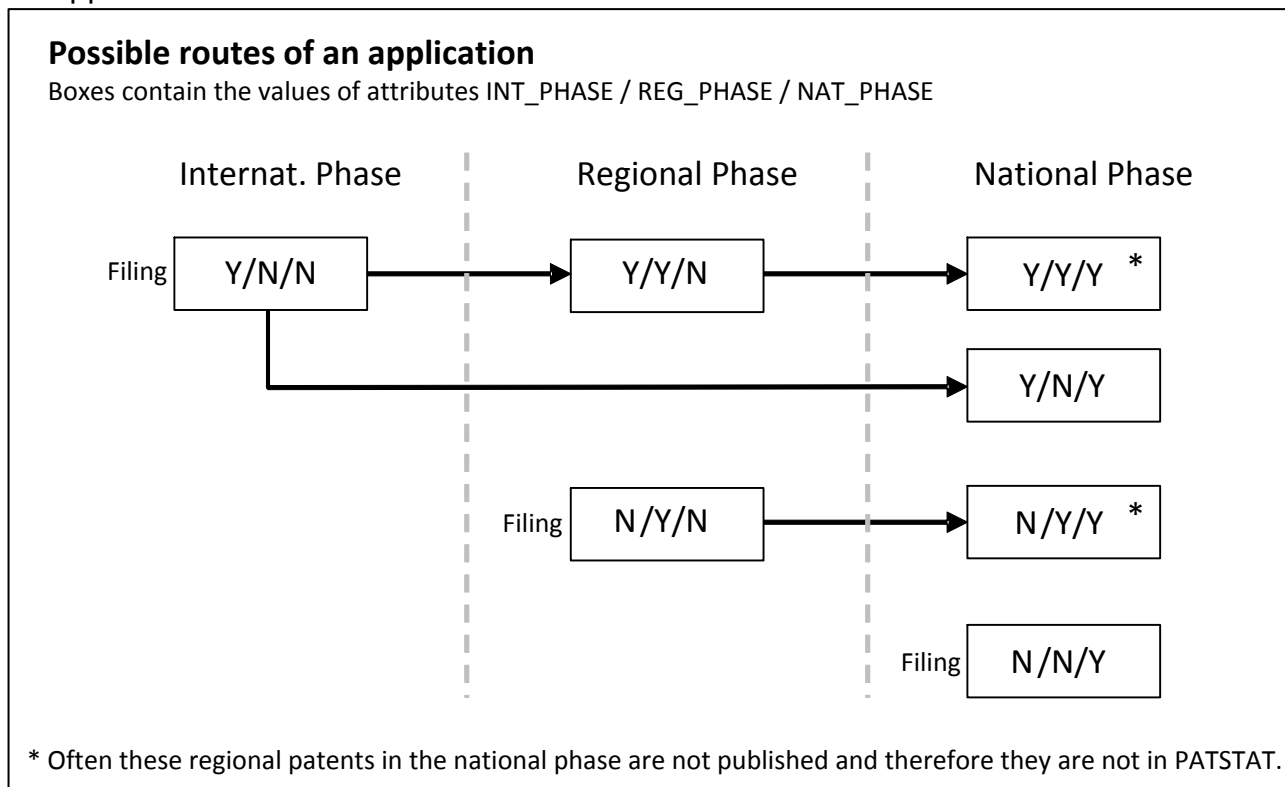 Possible routes of an application
Boxes contain the values of attributes INT_PHASE / REG_PHASE / NAT_PHASE
Internat. Phase Regional Phase National Phase
Filing Y/N/N Y/Y/N Y/Y/Y *
Y/N/Y
Filing N/Y/N N/Y/Y *
Filing N/N/Y
* Often these regional patents in the national phase are not published and therefore they are not in PATSTAT.